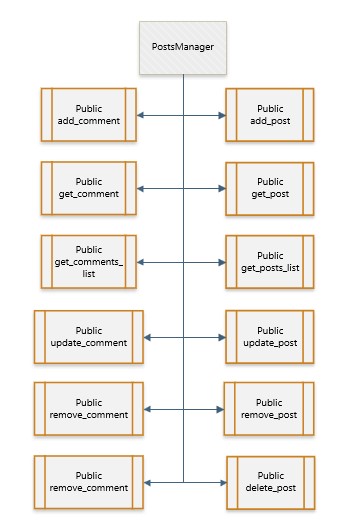 PostsManager
Public
add_comment
Public
add_post
Public
get_comment
Public
get_post
Public
get_comments_
list
Public
get_posts_list
Public
update_comment
Public
update_post
Public
remove_comment
Public
remove_post
Public
remove_comment
Public
delete_post